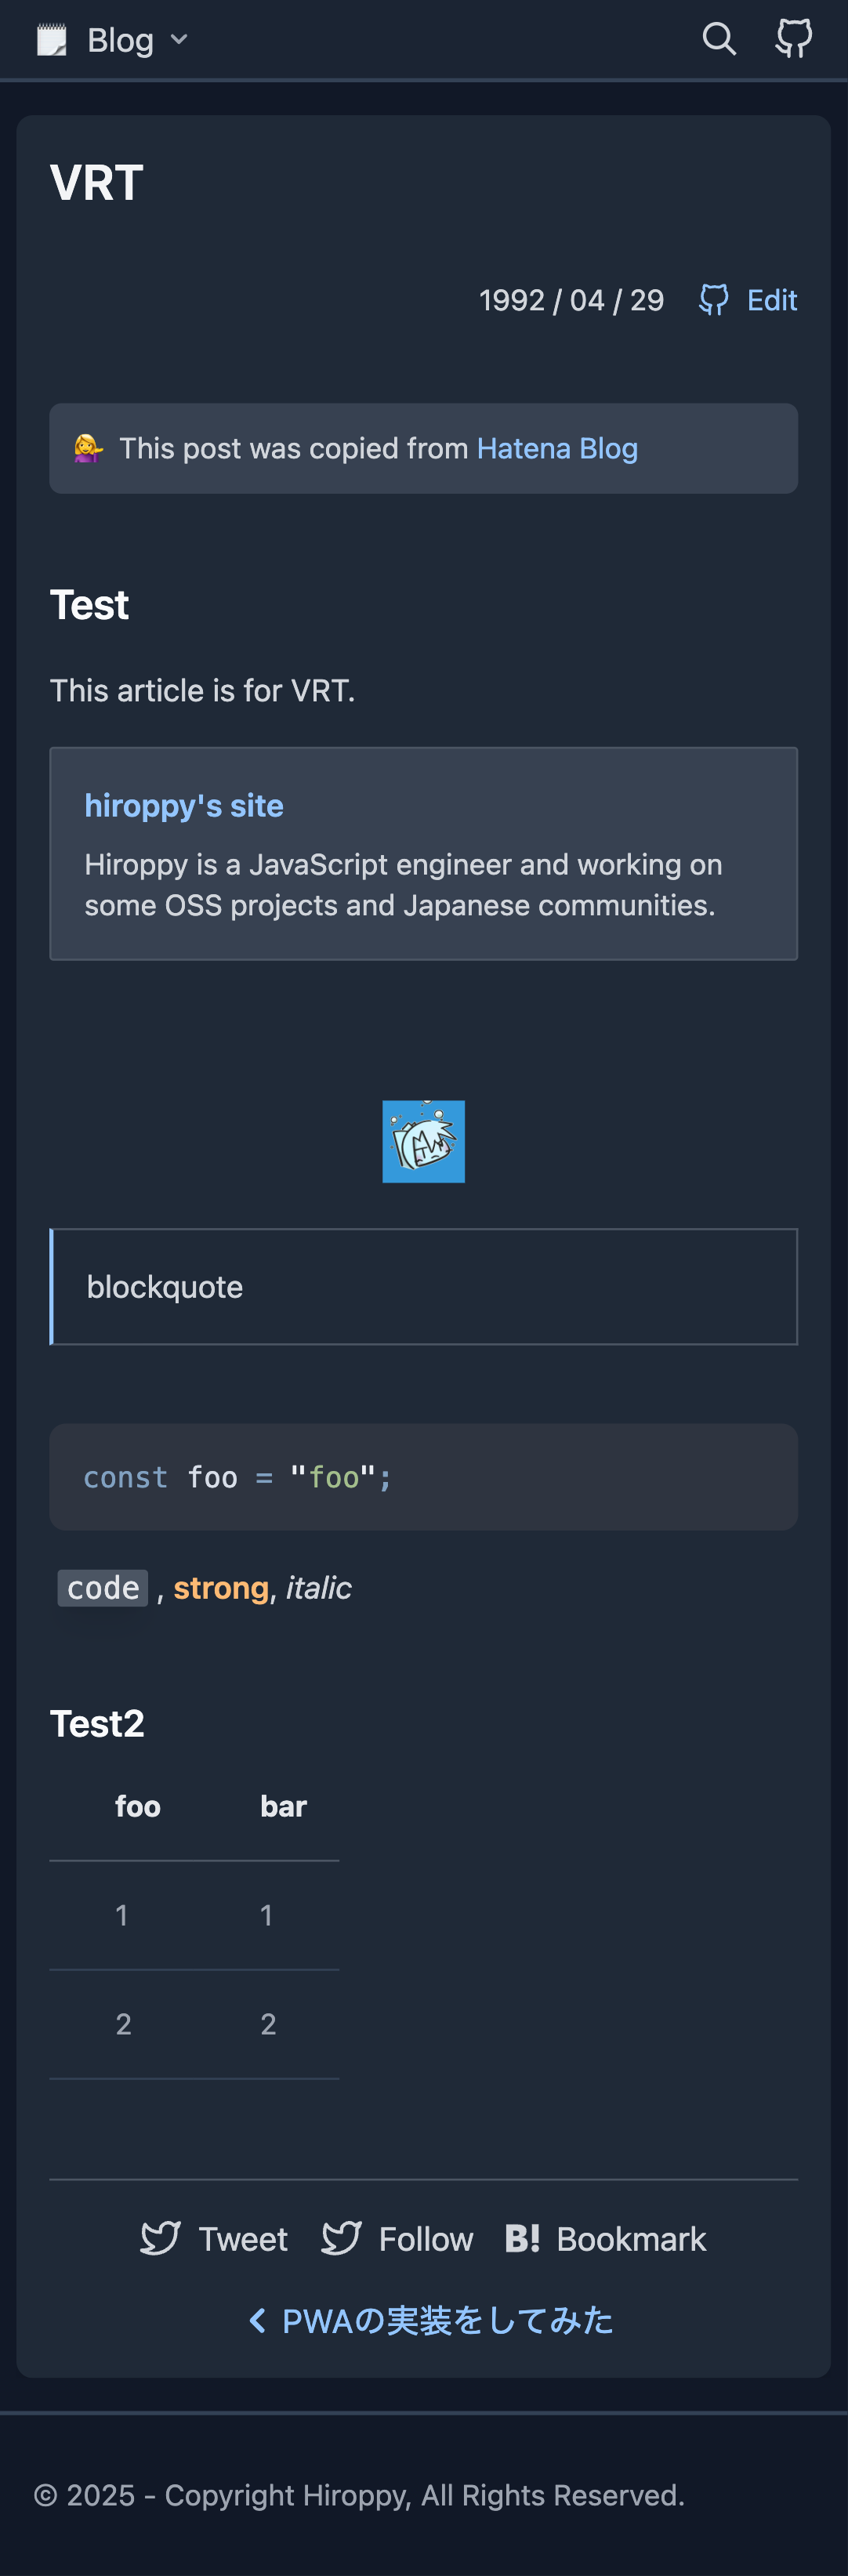 Blog
VRT
1992 / 04 / 29 Edit
This post was copied from Hatena Blog
Test
This article is for VRT.
hiroppy's site
Hiroppy is a JavaScript engineer and working on
some OSS projects and Japanese communities.
blockquote
const foo = "foo";
code , strong, italic
Test2
foo bar
1 1
2 2
Tweet Follow B! Bookmark
PWAの実装をしてみた
© 2025 - Copyright Hiroppy, All Rights Reserved.